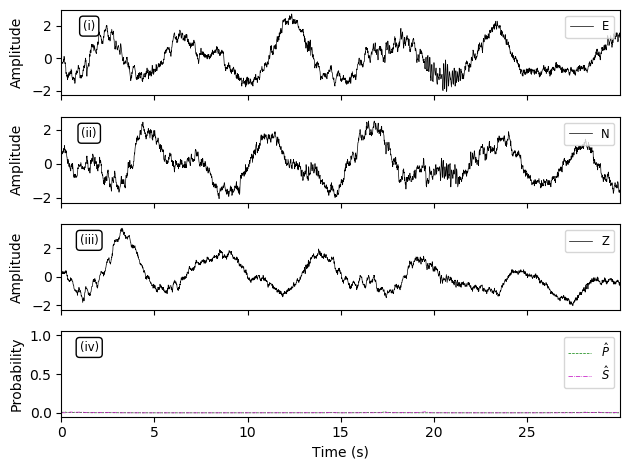 (i)
E
Amplitude
2
0
−2
(ii)
N
Amplitude
2
0
−2
(iii)
Z
Amplitude
2
0
−2
(iv)
P̂
Ŝ
Probability
1.0
0.5
0.0
0 5 10 15 20 25
Time (s)